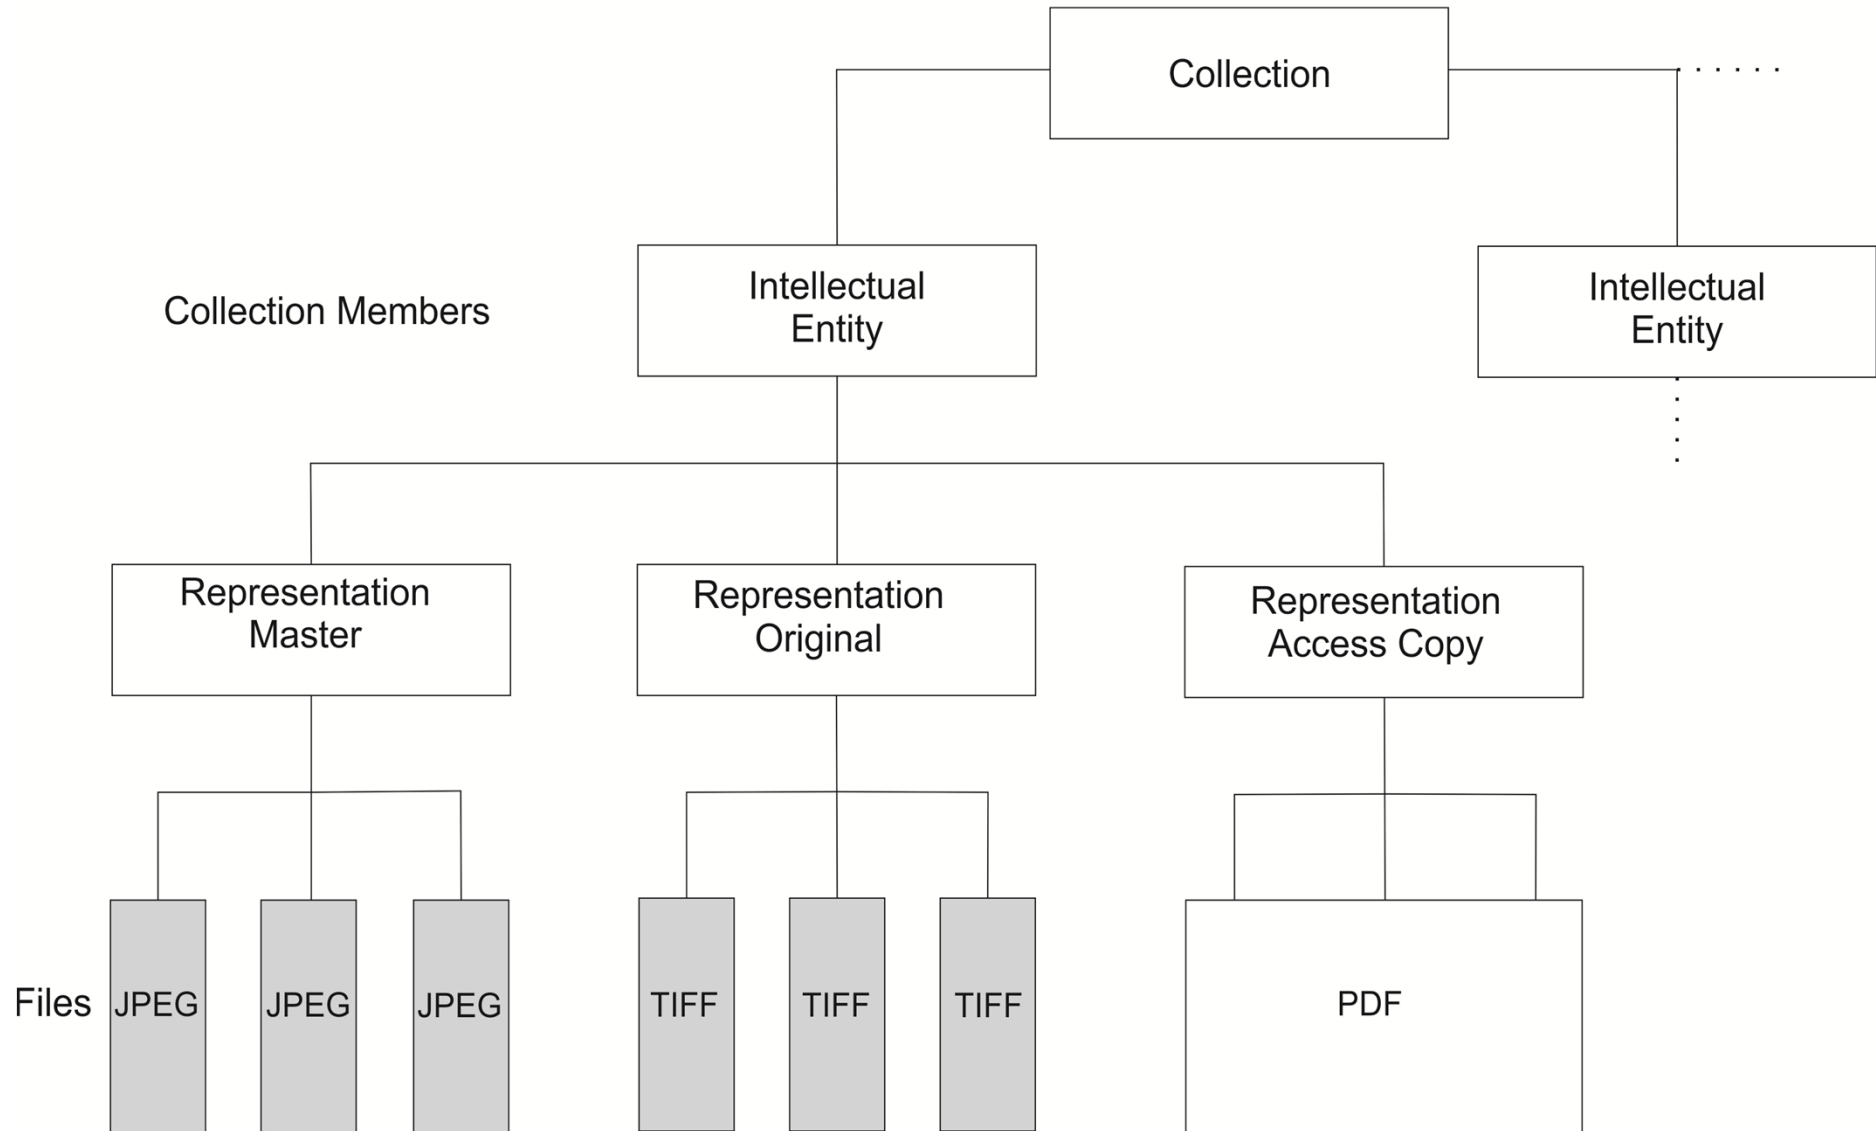 Collection
Collection Members
Intellectual
Entity
Intellectual
Entity
Representation
Master
Representation
Original
Representation
Access Copy
Files
JPEG
JPEG
JPEG
TIFF
TIFF
TIFF
PDF